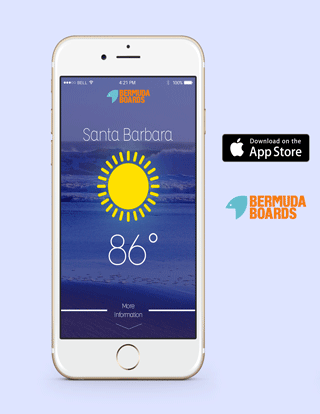 BELL
4:21 PM
100%
BERMUDA
BOARDS
Santa Barbara
86°
More
Information
Download on the
App Store
BERMUDA
BOARDS